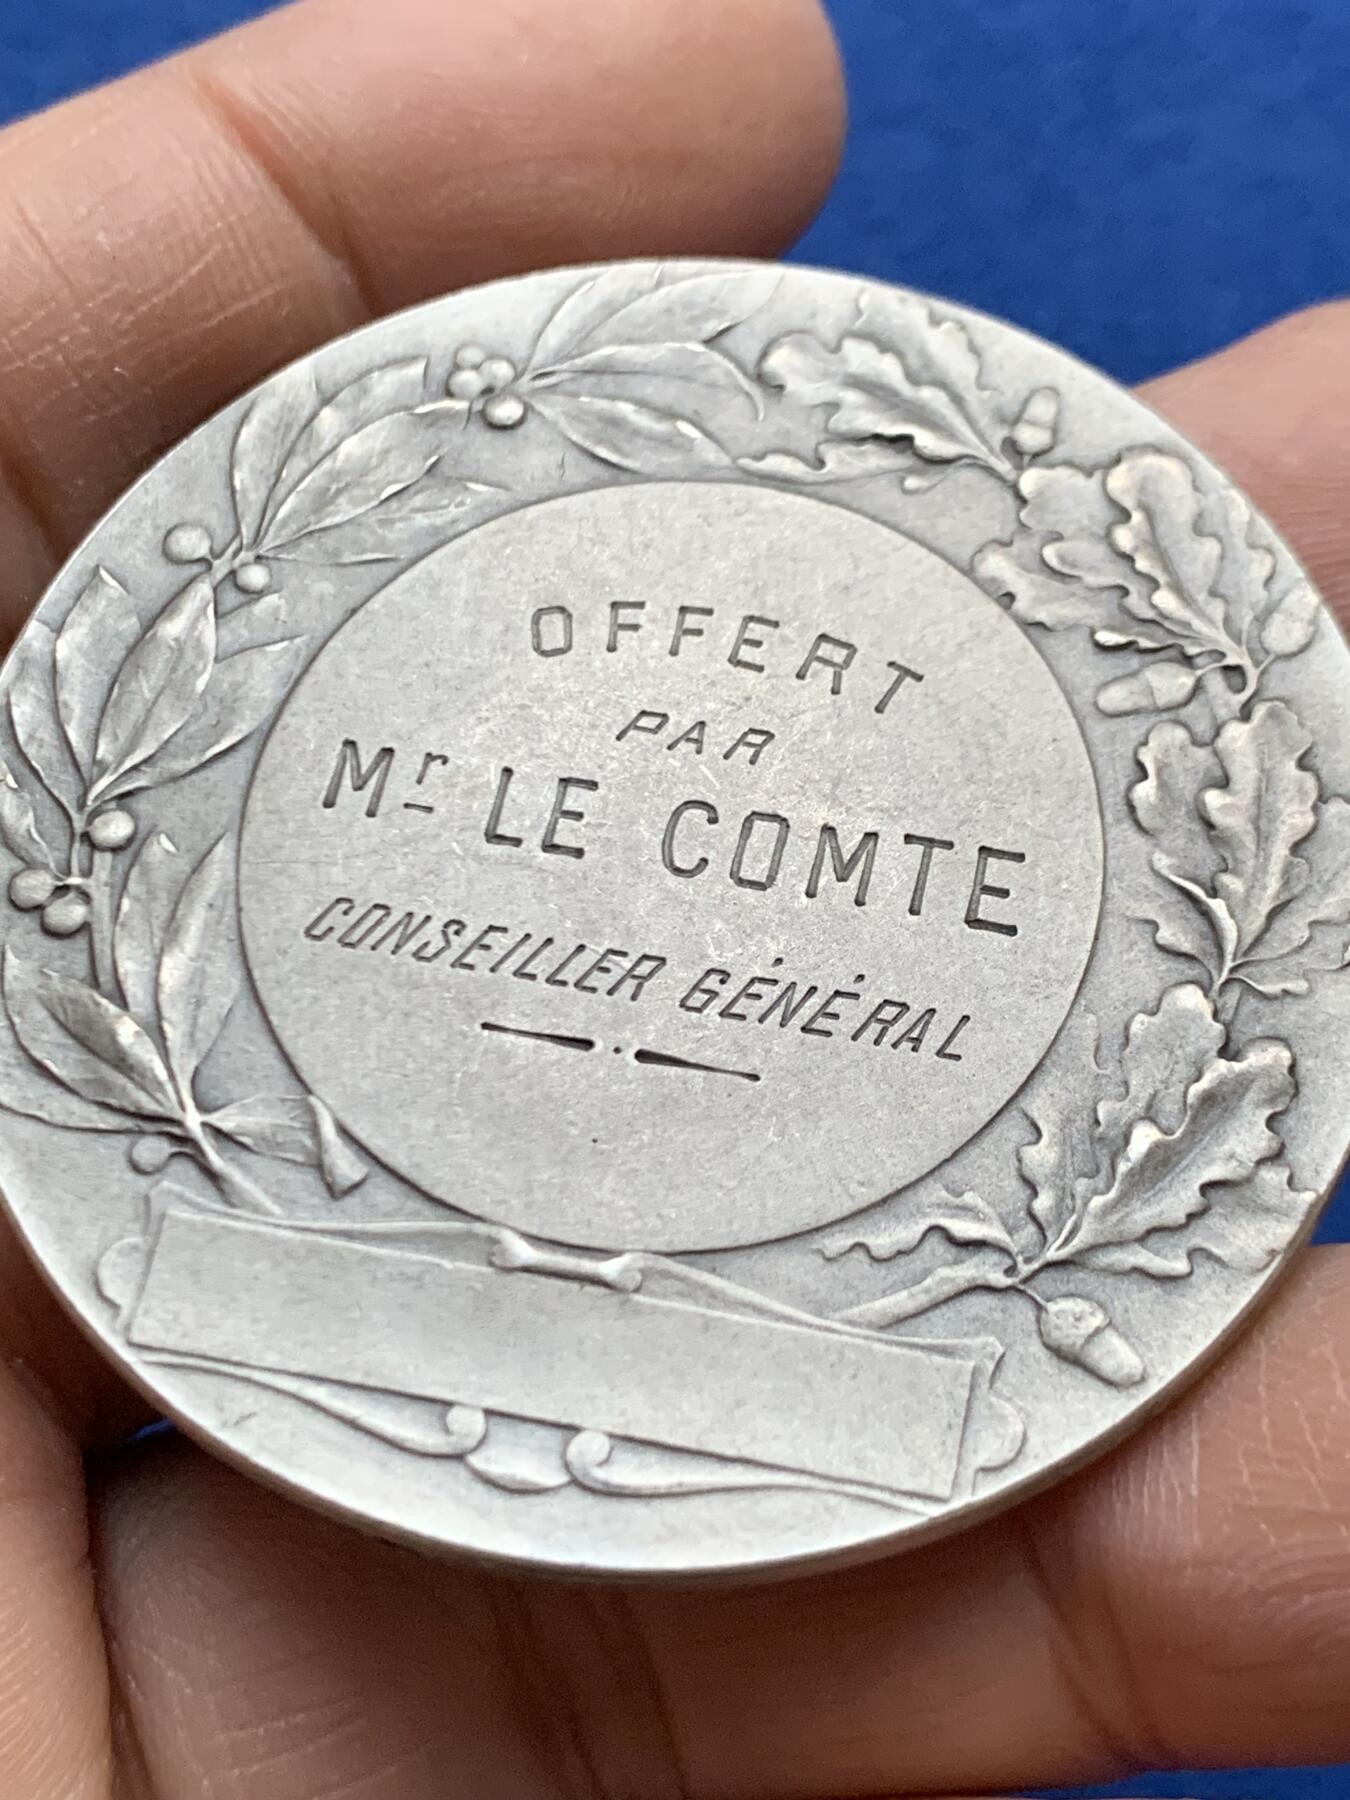 OFFERT
PAR
Mr LE COMTE
CONSEILLER GÉNÉRAL